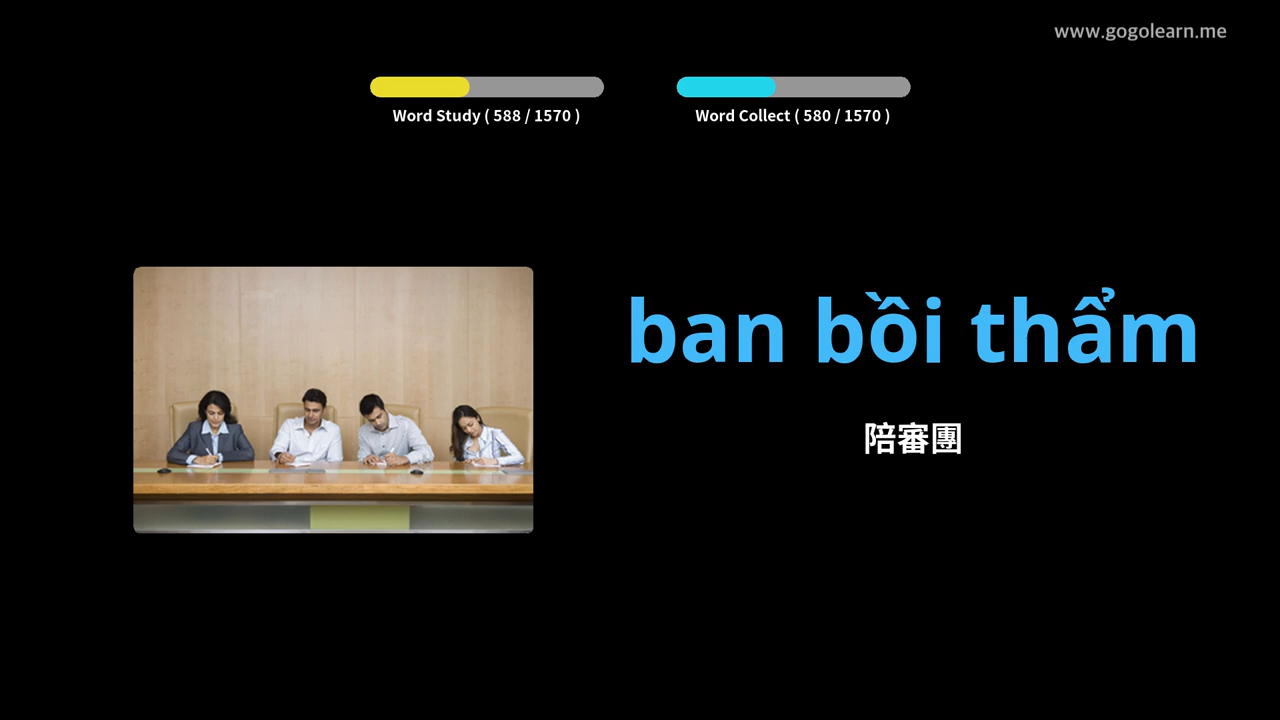 www.gogolearn.me
Word Study ( 588 / 1570 )
Word Collect ( 580 / 1570 )
ban bồi thẩm
陪審團